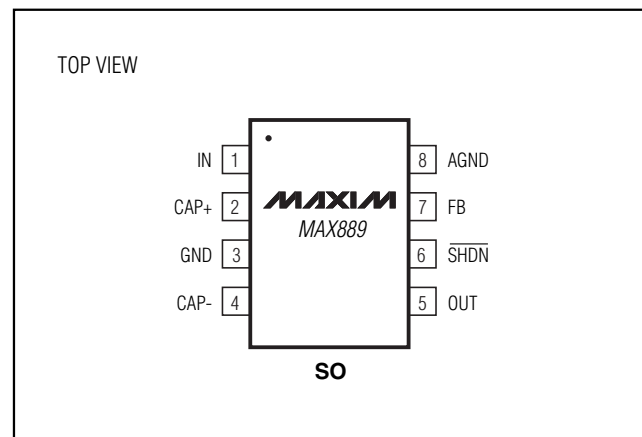 TOP VIEW
IN 1
CAP+ 2
GND 3
CAP- 4
MAXIM
MAX889
8 AGND
7 FB
6 SHDN
5 OUT
SO